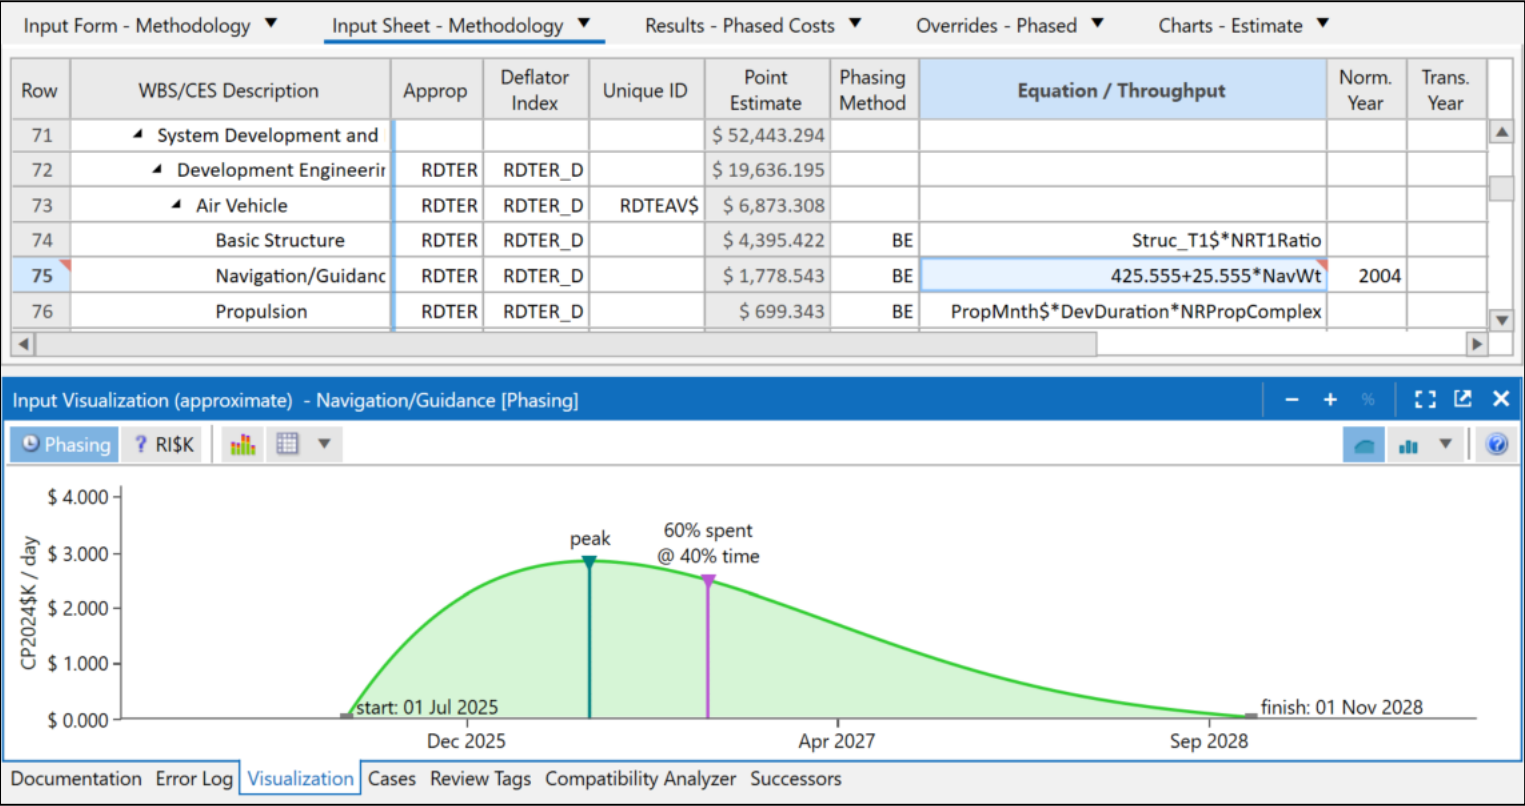 Input Form - Methodology Input Sheet - Methodology Results - Phased Costs Overrides - Phased Charts - Estimate
Row WBS/CES Description Approp Deflator Index Unique ID Point Estimate Phasing Method Equation / Throughput Norm. Year Trans. Year
71 System Development and $ 52,443.294
72 Development Engineerir RDTER RDTER_D $ 19,636.195
73 Air Vehicle RDTER RDTER_D RDTEAV$ $ 6,873.308
74 Basic Structure RDTER RDTER_D $ 4,395.422 BE Struc_T1$*NRT1Ratio
75 Navigation/Guidanc RDTER RDTER_D $ 1,778.543 BE 425.555+25.555*NavWt 2004
76 Propulsion RDTER RDTER_D $ 699.343 BE PropMnth$*DevDuration*NRPropComplex
Input Visualization (approximate) - Navigation/Guidance [Phasing]
Phasing ? RI$K
CP2024$K / day
$ 4.000
$ 3.000
$ 2.000
$ 1.000
$ 0.000
peak
60% spent
@ 40% time
start: 01 Jul 2025
finish: 01 Nov 2028
Dec 2025 Apr 2027 Sep 2028
Documentation Error Log Visualization Cases Review Tags Compatibility Analyzer Successors